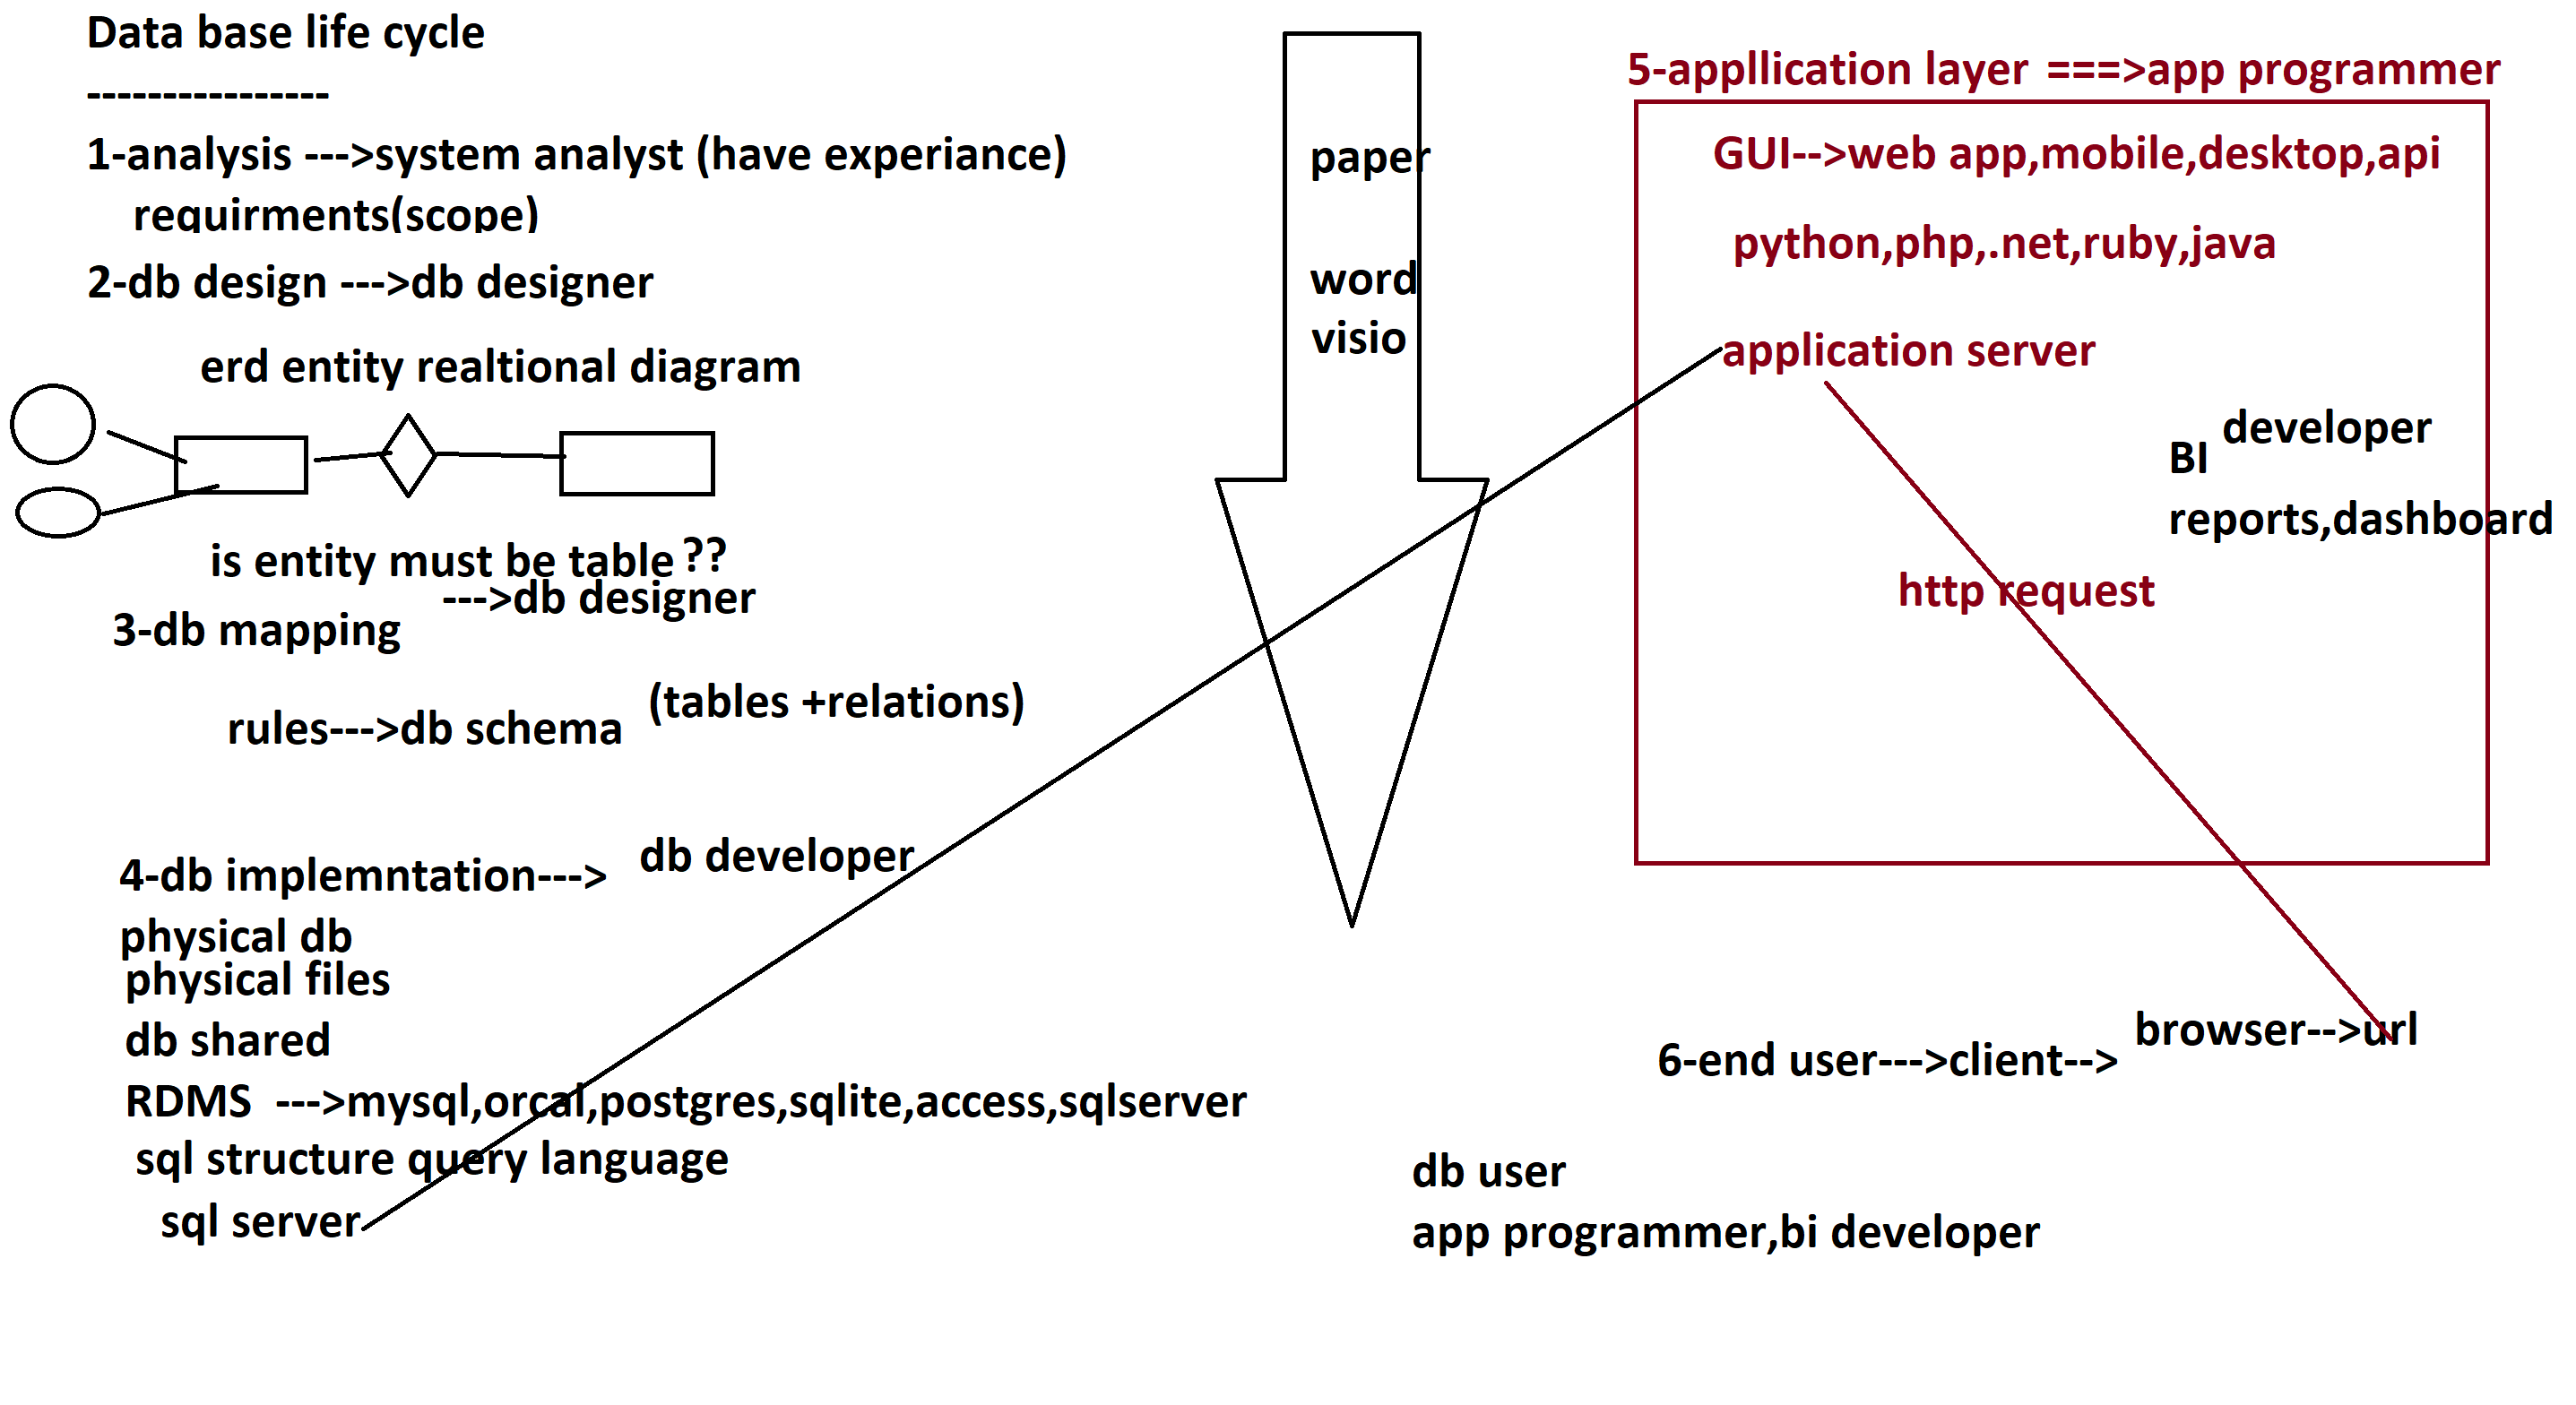 Data base life cycle
----------------
1-analysis --->system analyst (have experiance)
requirments(scope)
2-db design --->db designer
erd entity realtional diagram
is entity must be table ??
--->db designer
3-db mapping
(tables +relations)
rules--->db schema
db developer
4-db implemntation--->
physical db
physical files
db shared
RDMS --->mysql,orcal,postgres,sqlite,access,sqlserver
sql structure query language
sql server
paper
word
visio
5-appllication layer ===>app programmer
GUI-->web app,mobile,desktop,api
python,php,.net,ruby,java
application server
developer
BI
reports,dashboard
http request
browser-->url
6-end user--->client-->
db user
app programmer,bi developer